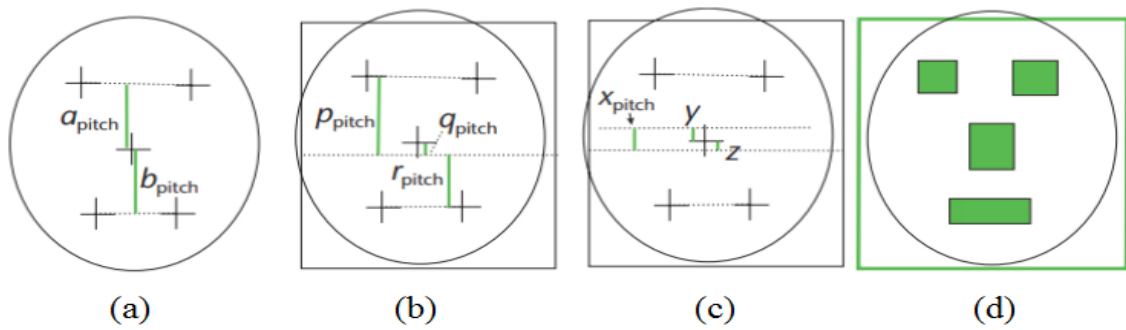 a_pitch
b_pitch
p_pitch
q_pitch
r_pitch
x_pitch
y
z
(a) (b) (c) (d)